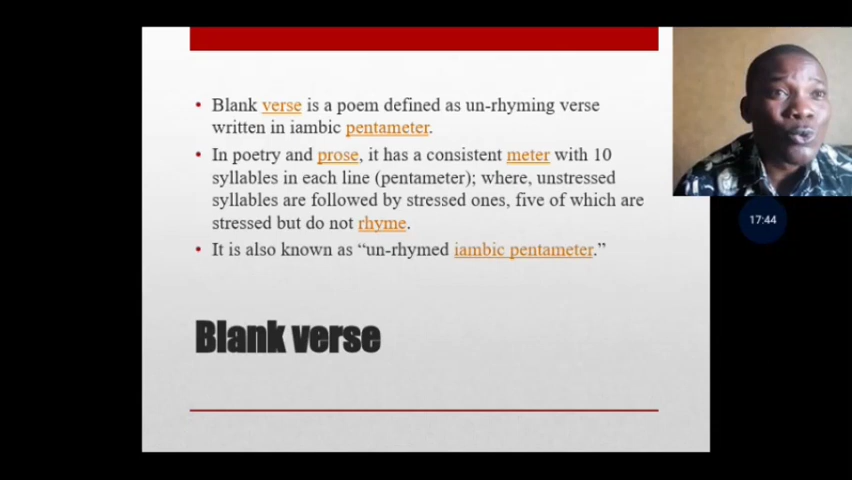 Blank verse is a poem defined as un-rhyming verse
written in iambic pentameter.
In poetry and prose, it has a consistent meter with 10
syllables in each line (pentameter); where, unstressed
syllables are followed by stressed ones, five of which are
stressed but do not rhyme.
It is also known as “un-rhymed iambic pentameter.”
Blank verse
17:44